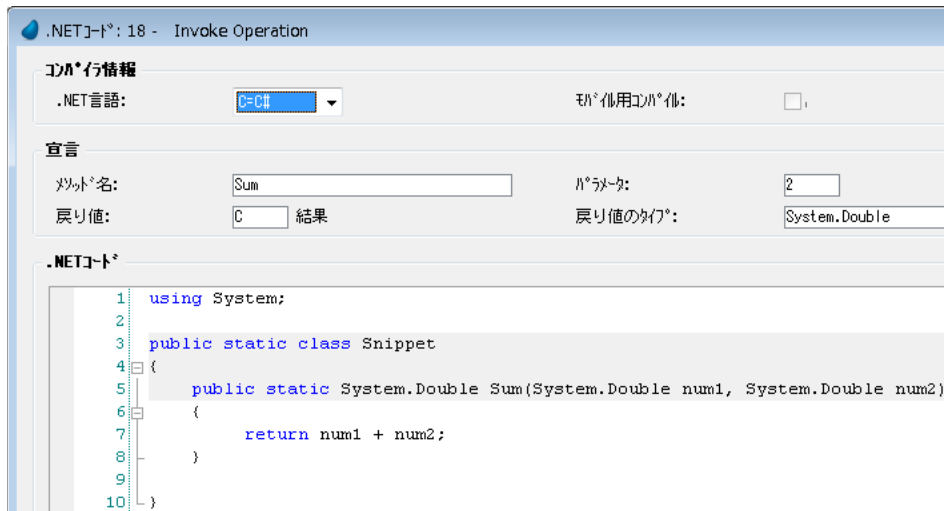 .NETｺｰﾄﾞ: 18 - Invoke Operation
ｺﾝﾊﾟｲﾗ情報
.NET言語: C=C# ﾓﾊﾞｲﾙ用ｺﾝﾊﾟｲﾙ:
宣言
ﾒｿｯﾄﾞ名: Sum ﾊﾟﾗﾒｰﾀ: 2
戻り値: C 結果 戻り値のﾀｲﾌﾟ: System.Double
.NETｺｰﾄﾞ
1 using System;
2
3 public static class Snippet
4 {
5 public static System.Double Sum(System.Double num1, System.Double num2)
6 {
7 return num1 + num2;
8 }
9
10 }